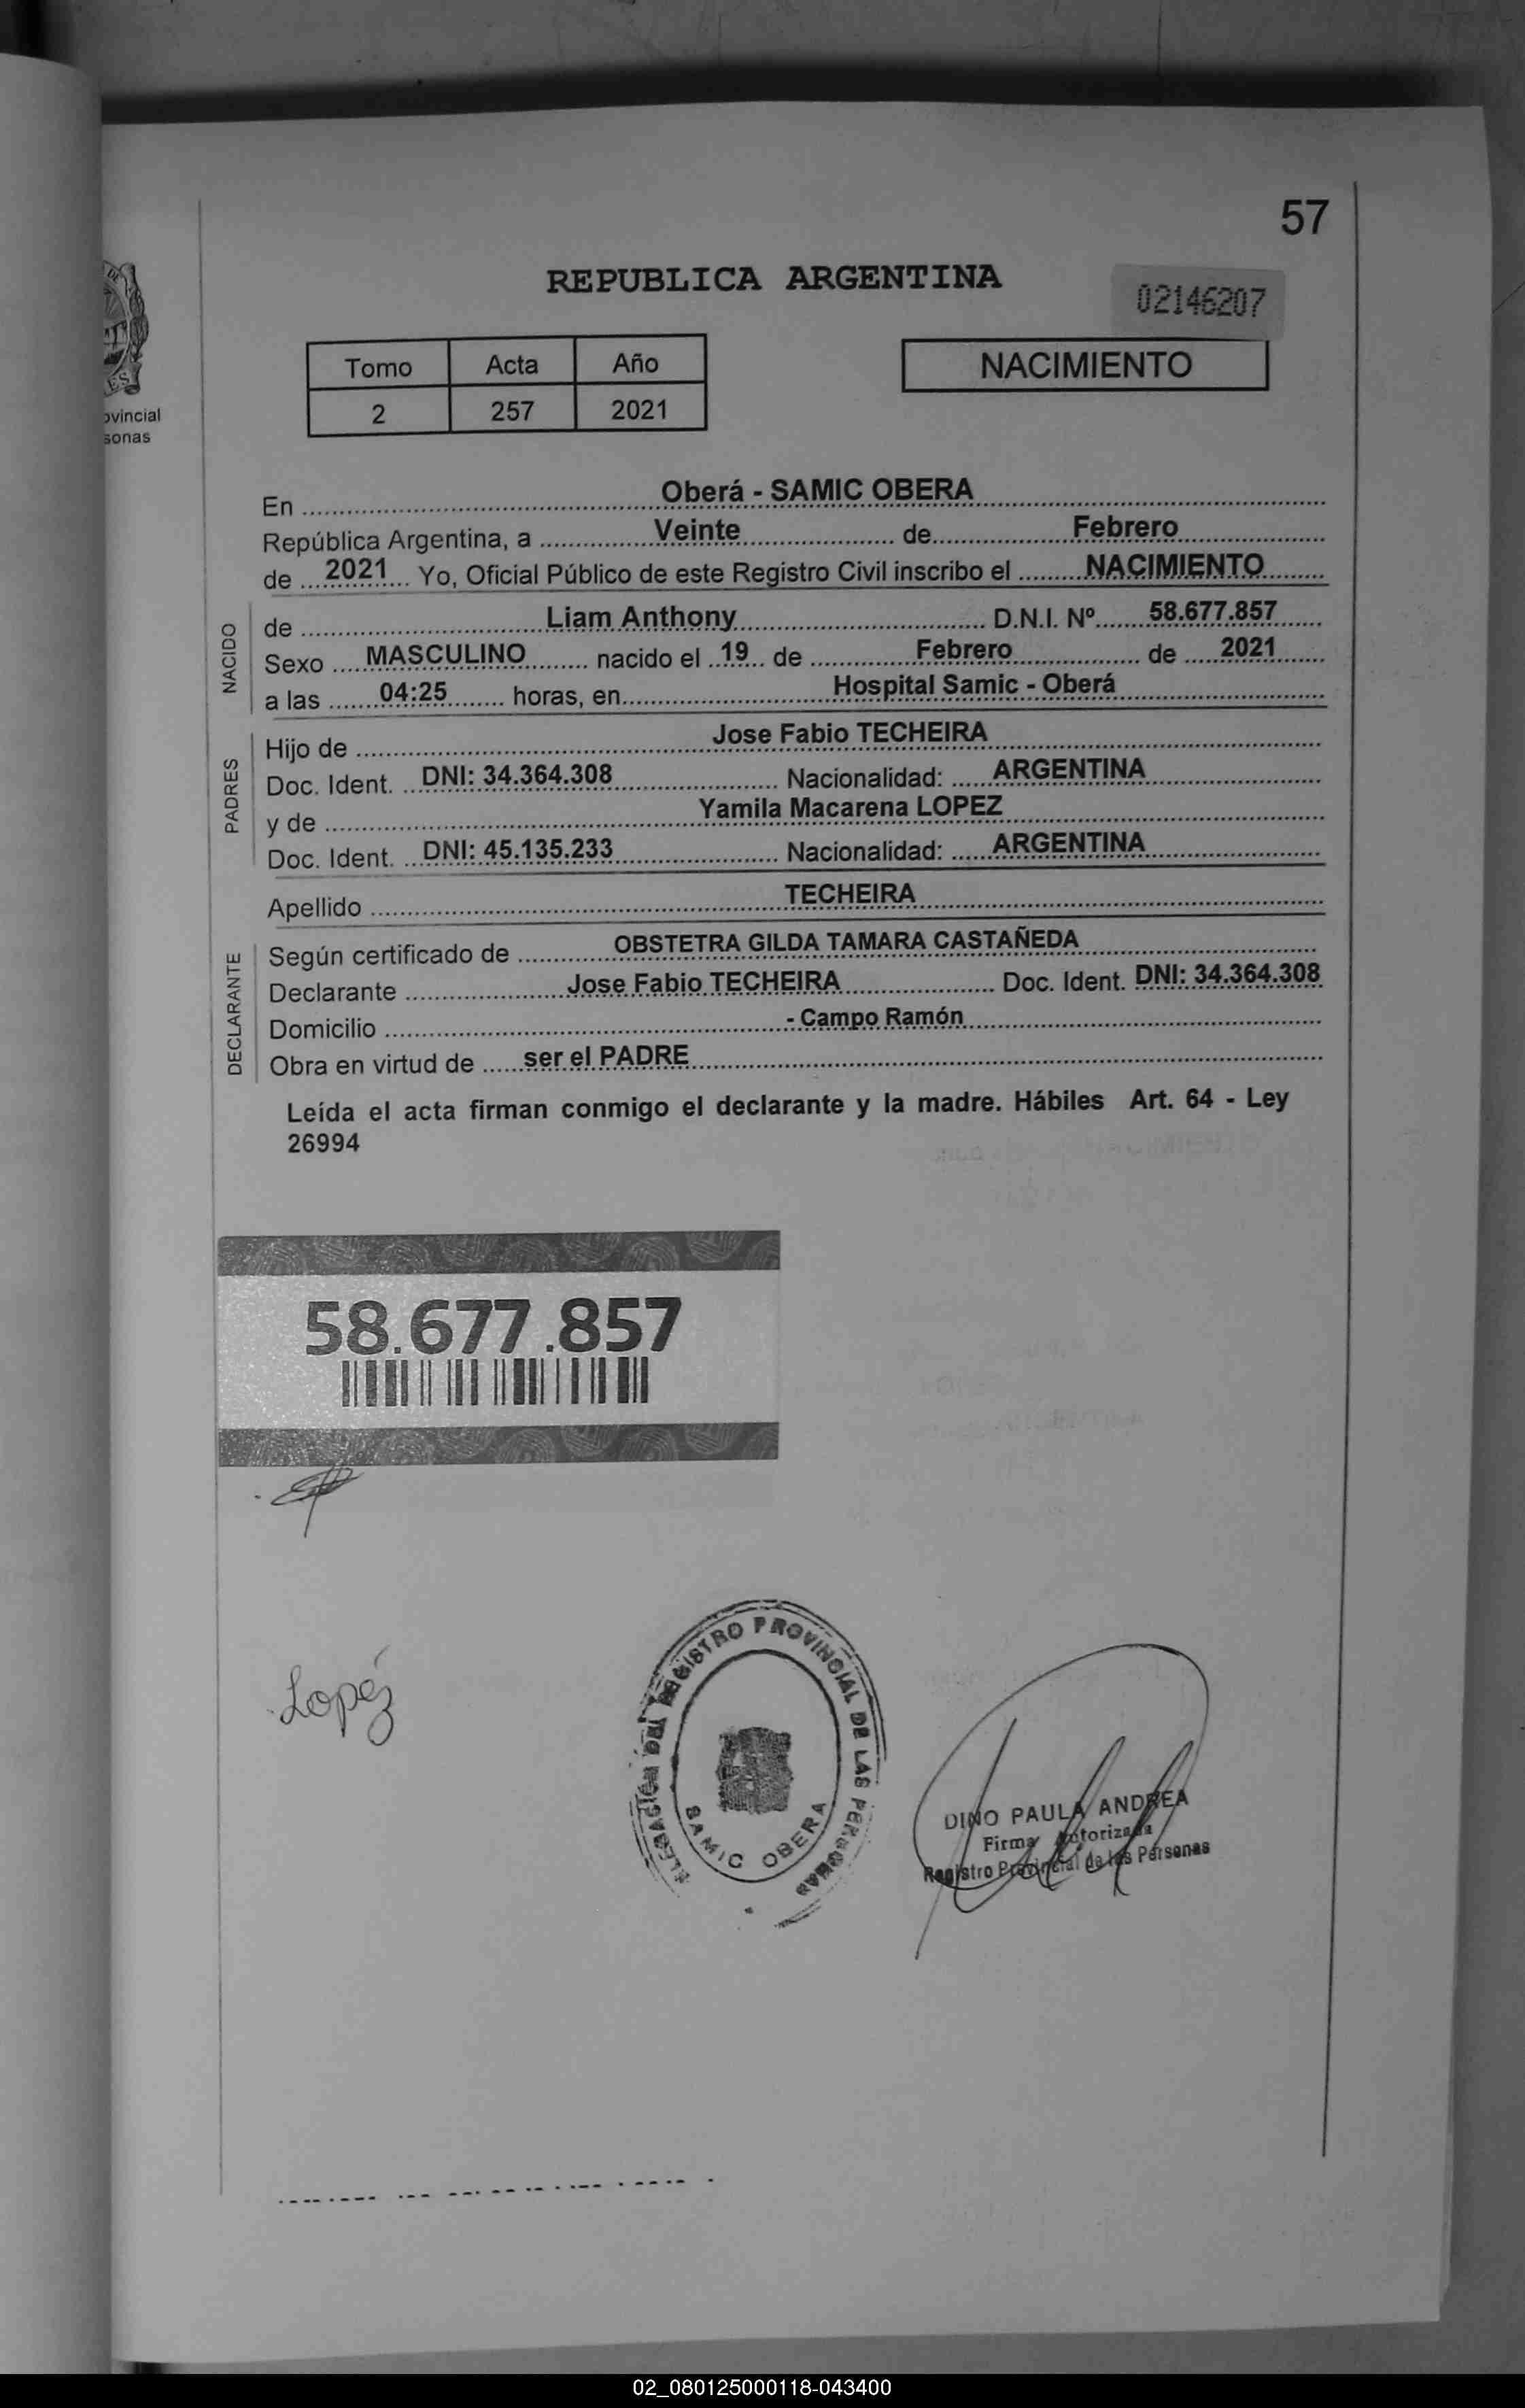 57
REPUBLICA ARGENTINA
02146207
ovincial
sonas
Tomo Acta Año
2 257 2021
NACIMIENTO
En Oberá - SAMIC OBERA
República Argentina, a Veinte de Febrero
de 2021 Yo, Oficial Público de este Registro Civil inscribo el NACIMIENTO
NACIDO
de Liam Anthony D.N.I. Nº 58.677.857
Sexo MASCULINO nacido el 19 de Febrero de 2021
a las 04:25 horas, en Hospital Samic - Oberá
PADRES
Hijo de Jose Fabio TECHEIRA
Doc. Ident. DNI: 34.364.308 Nacionalidad: ARGENTINA
y de Yamila Macarena LOPEZ
Doc. Ident. DNI: 45.135.233 Nacionalidad: ARGENTINA
Apellido TECHEIRA
DECLARANTE
Según certificado de OBSTETRA GILDA TAMARA CASTAÑEDA
Declarante Jose Fabio TECHEIRA Doc. Ident. DNI: 34.364.308
Domicilio - Campo Ramón
Obra en virtud de ser el PADRE
Leída el acta firman conmigo el declarante y la madre. Hábiles Art. 64 - Ley
26994
58.677.857
Lopéz
DELEGACIÓN DEL REGISTRO PROVINCIAL DE LAS PERSONAS
SAMIC OBERA
DINO PAULA ANDREA
Firma Autorizada
Registro Provincial de las Personas
02_080125000118-043400